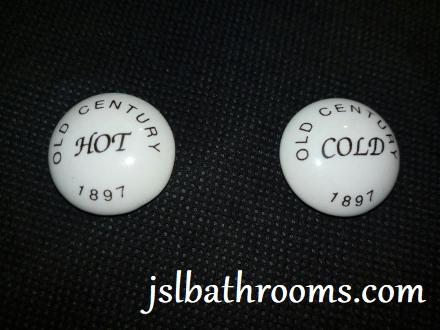 OLD CENTURY
HOT
1897
OLD CENTURY
COLD
1897
jslbathrooms.com